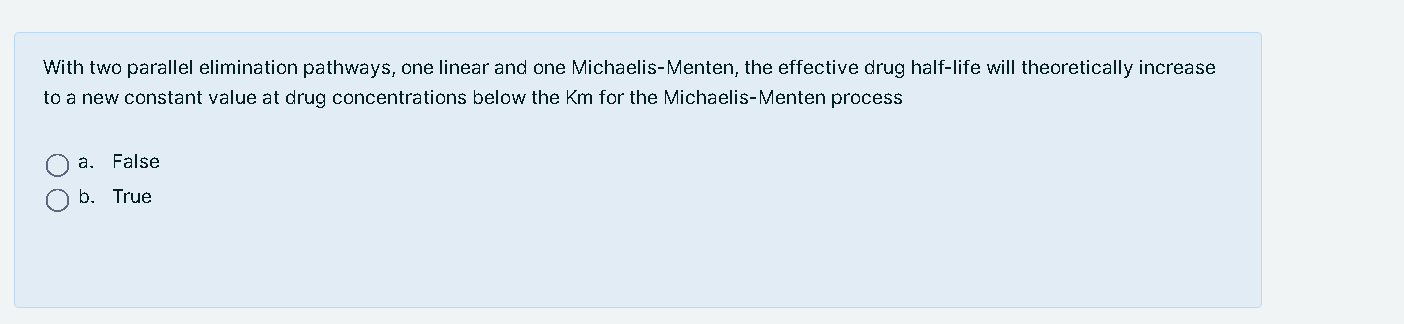 With two parallel elimination pathways, one linear and one Michaelis-Menten, the effective drug half-life will theoretically increase
to a new constant value at drug concentrations below the Km for the Michaelis-Menten process
a. False
b. True